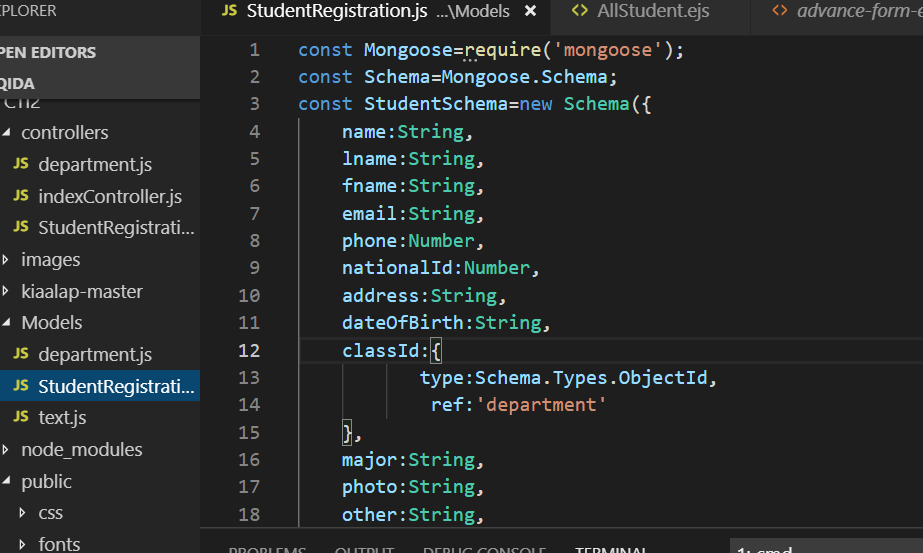 EXPLORER
JS StudentRegistration.js ...\Models × <> AllStudent.ejs <> advance-form-e
PEN EDITORS
QIDA
controllers
JS department.js
JS indexController.js
JS StudentRegistrati...
images
kiaalap-master
Models
JS department.js
JS StudentRegistrati...
JS text.js
node_modules
public
css
fonts
1 const Mongoose=require('mongoose');
2 const Schema=Mongoose.Schema;
3 const StudentSchema=new Schema({
4 name:String,
5 lname:String,
6 fname:String,
7 email:String,
8 phone:Number,
9 nationalId:Number,
10 address:String,
11 dateOfBirth:String,
12 classId:{
13 type:Schema.Types.ObjectId,
14 ref:'department'
15 },
16 major:String,
17 photo:String,
18 other:String,
PROBLEMS OUTPUT DEBUG CONSOLE TERMINAL 1: cmd